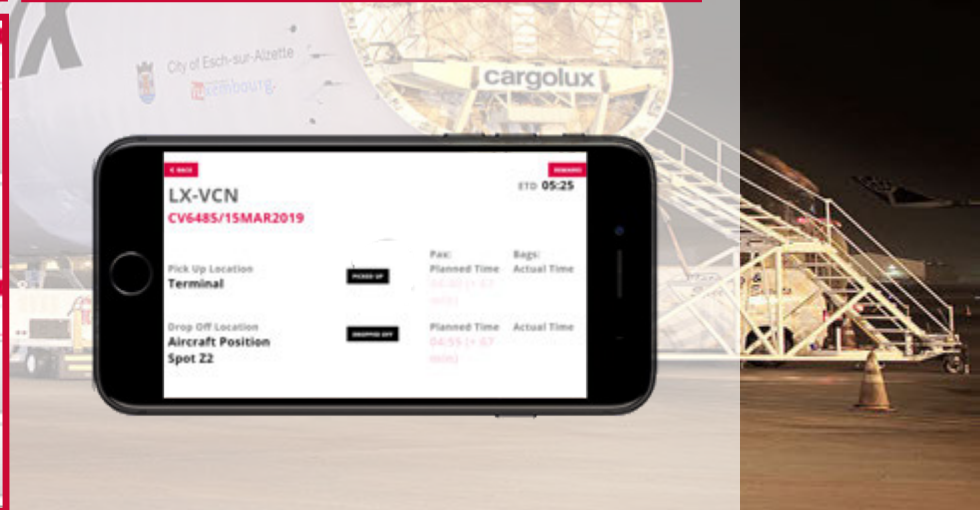 City of Esch-sur-Alzette
cargolux
< BACK
REMARKS
LX-VCN
ETD 05:25
CV6485/15MAR2019
Pax:
Bags:
Pick Up Location
PICKED UP
Planned Time
Actual Time
Terminal
Drop Off Location
DROPPED OFF
Planned Time
Actual Time
Aircraft Position
04:55 (+ 67
Spot Z2
min)